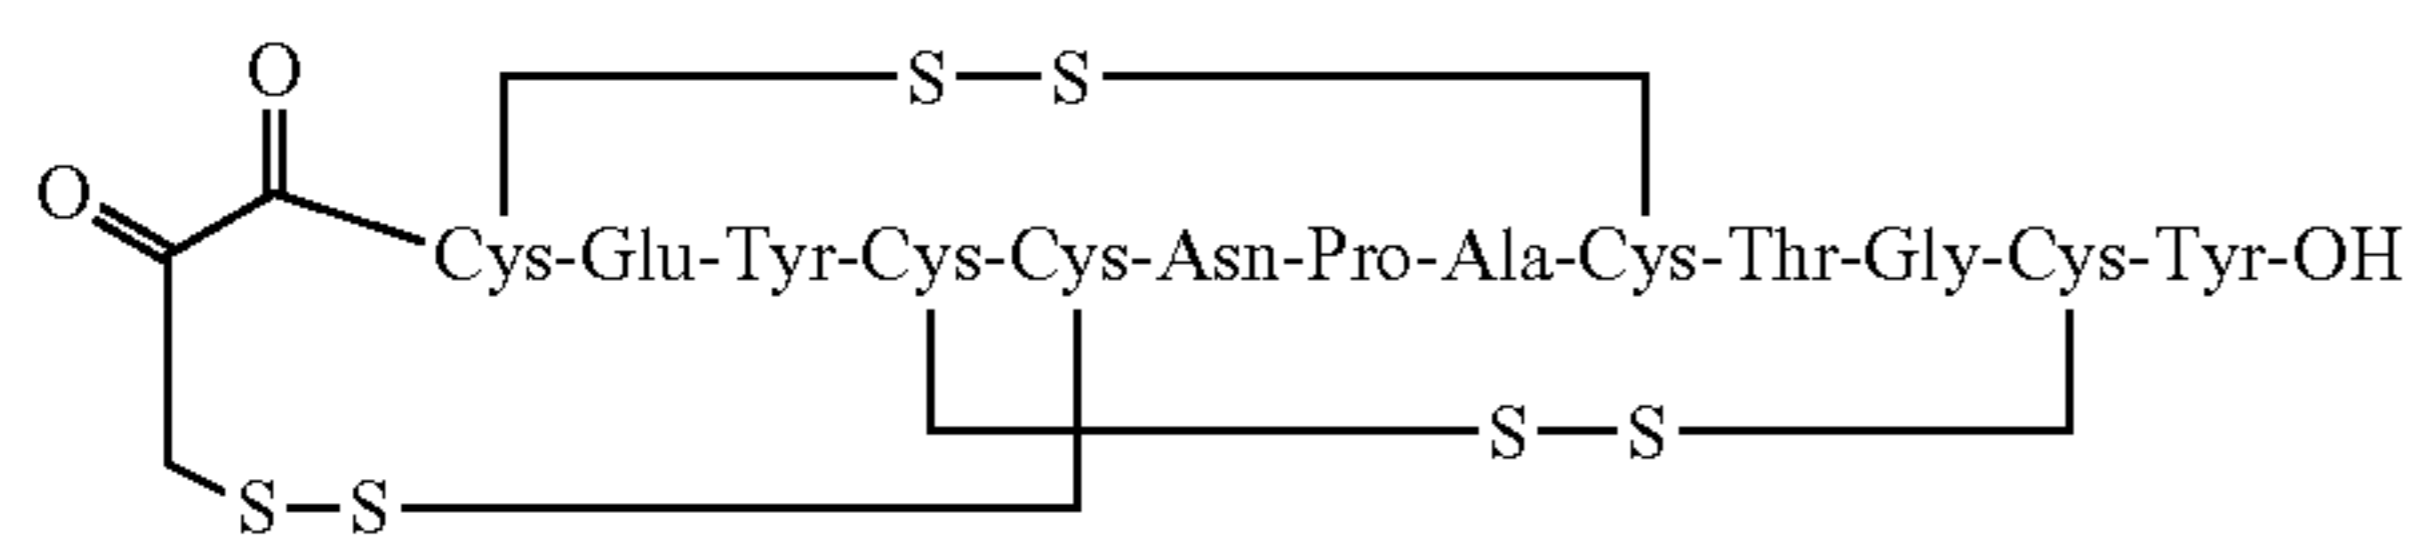 O
S—S
O
Cys-Glu-Tyr-Cys-Cys-Asn-Pro-Ala-Cys-Thr-Gly-Cys-Tyr-OH
S—S
S—S